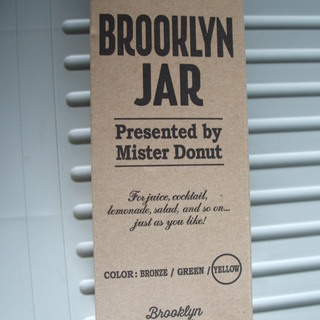 BROOKLYN
JAR
Presented by
Mister Donut
For juice, cocktail,
lemonade, salad, and so on...
just as you like!
COLOR: BRONZE / GREEN / YELLOW
Brooklyn